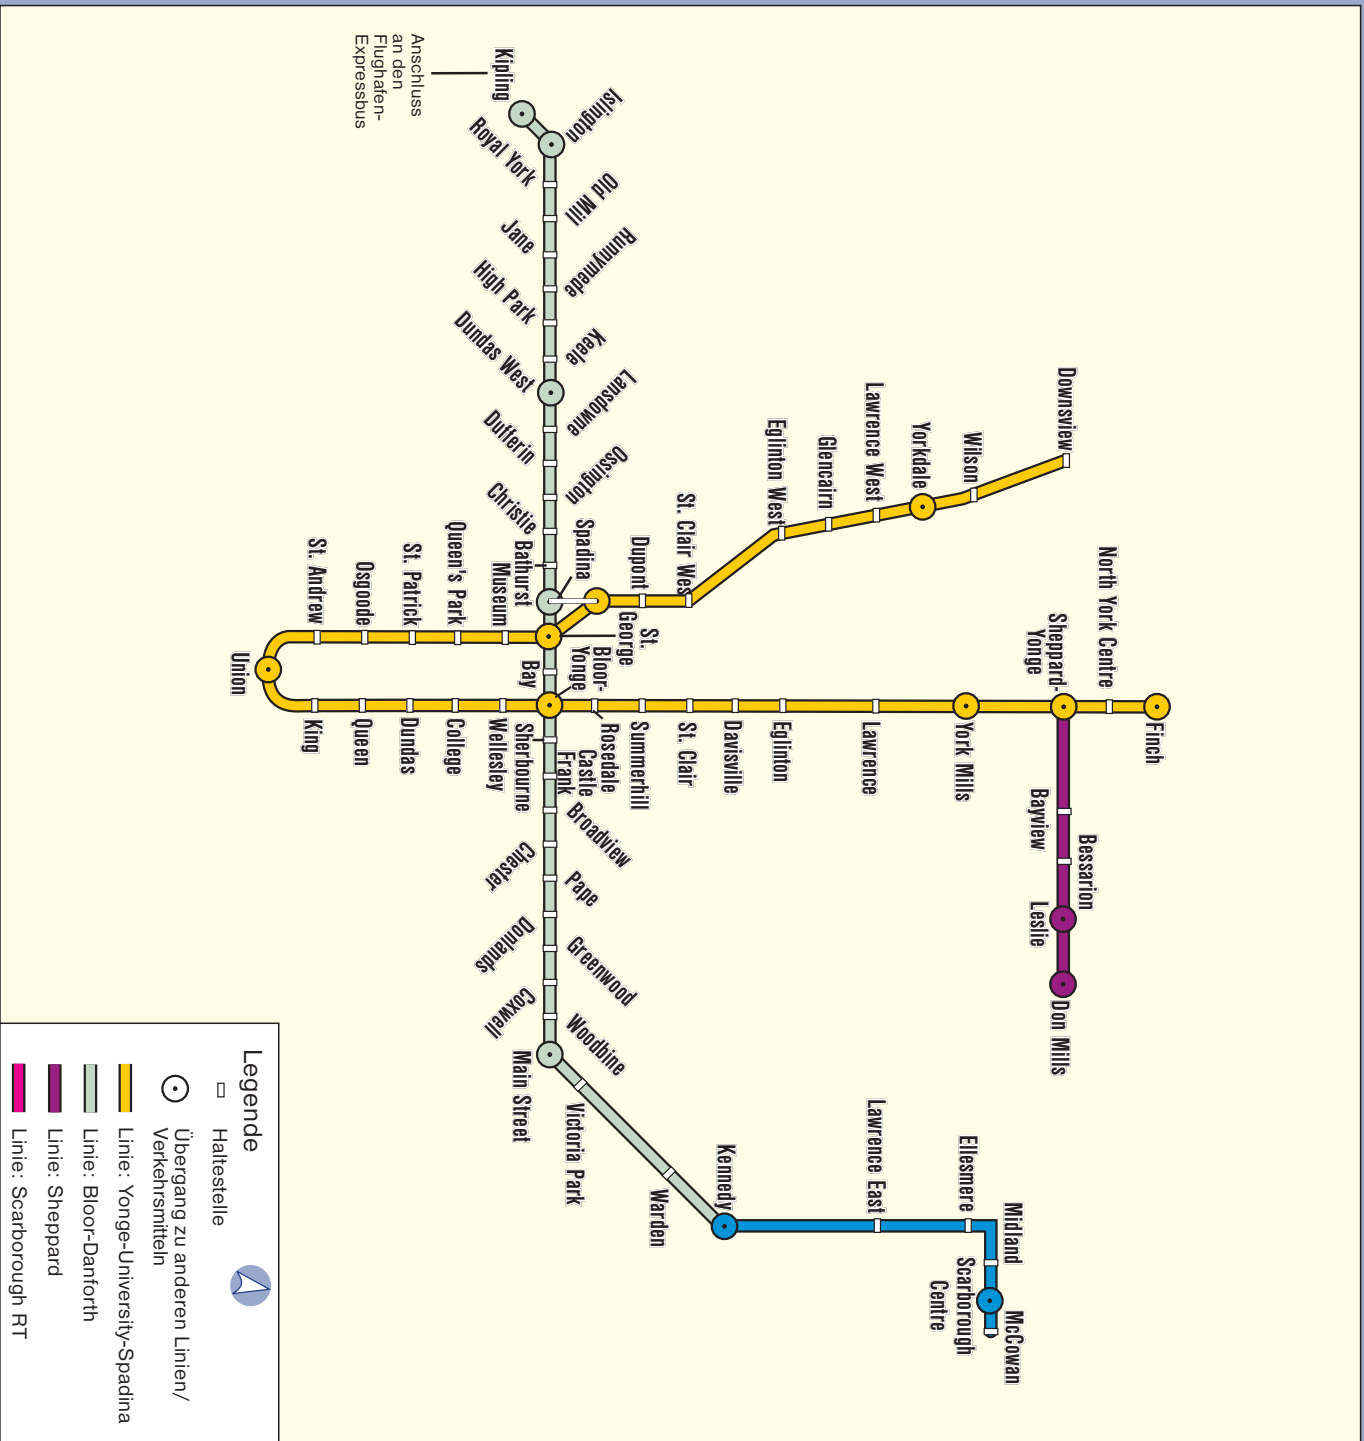 Downsview
Wilson
Yorkdale
Lawrence West
Glencairn
Eglinton West
St. Clair Wes
Dupont
Spadina
St.
George
Finch
North York Centre
Sheppard-
Yonge
York Mills
Lawrence
Eglinton
Davisville
St. Clair
Summerhill
Rosedale
Bloor-
Yonge
Bayview
Bessarion
Leslie
Don Mills
Kipling
Anschluss
an den
Flughafen-
Expressbus
Islington
Royal York
Old Mill
Jane
Runnymede
High Park
Keele
Dundas West
Lansdowne
Dufferin
Ossington
Christie
Bathurst
Bay
Sherbourne
Castle
Frank
Broadview
Chester
Pape
Donlands
Greenwood
Coxwell
Woodbine
Main Street
Victoria Park
Warden
Kennedy
Lawrence East
Ellesmere
Midland
Scarborough
Centre
McCowan
Museum
Queen's Park
St. Patrick
Osgoode
St. Andrew
Union
King
Queen
Dundas
College
Wellesley
Legende
Haltestelle
Übergang zu anderen Linien/
Verkehrsmitteln
Linie: Yonge-University-Spadina
Linie: Bloor-Danforth
Linie: Sheppard
Linie: Scarborough RT